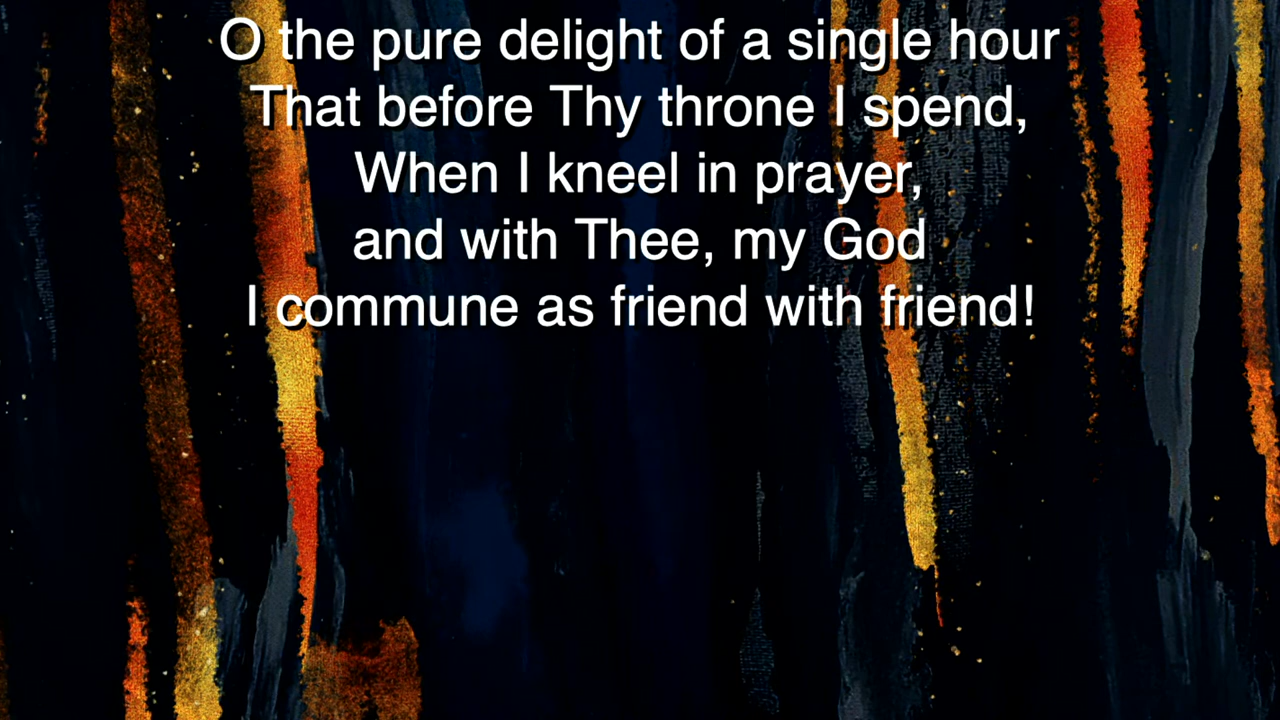 O the pure delight of a single hour
That before Thy throne I spend,
When I kneel in prayer,
and with Thee, my God
I commune as friend with friend!